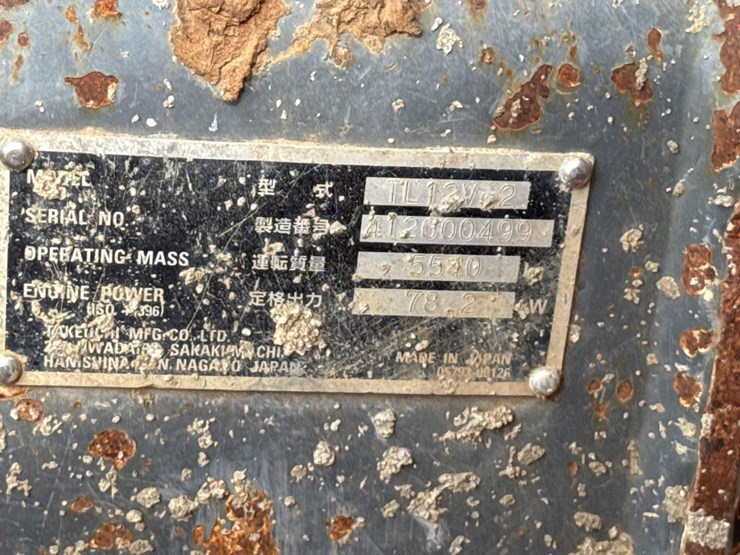 MODEL 型式 TL12V-2
SERIAL NO 製造番号 412000499
OPERATING MASS 運転質量 5540
ENGINE POWER 定格出力 78.2 kW
TAKEUCHI MFG.CO.,LTD
SAKAKI-MACHI,
NAGANO JAPAN
MADE IN JAPAN
05793-00126